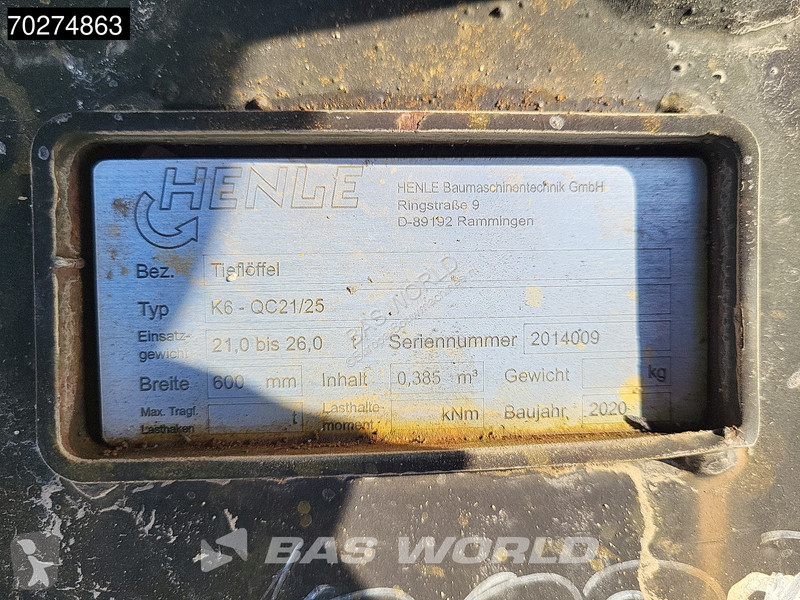 70274863
HENLE
HENLE Baumaschinentechnik GmbH
Ringstraße 9
D-89192 Rammingen
Bez. Tieflöffel
Typ K6 - QC21/25
Einsatz-
gewicht 21,0 bis 26,0 t Seriennummer 2014009
Breite 600 mm Inhalt 0,385 m³ Gewicht kg
Max. Tragf.
Lasthaken t Lasthalte-
moment kNm Baujahr 2020
BAS WORLD
BAS WORLD